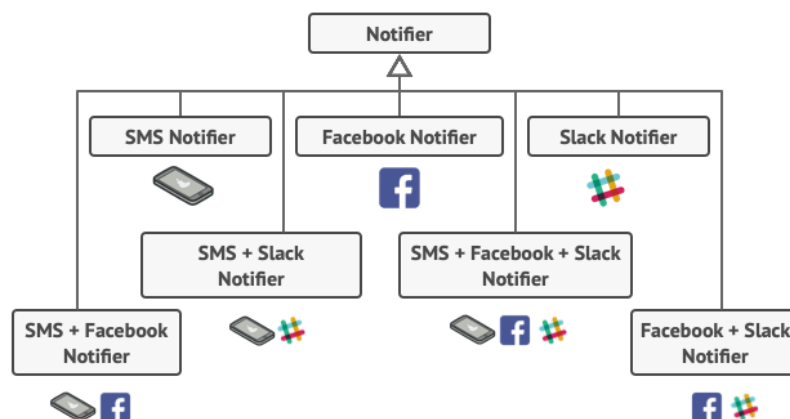 Notifier
SMS Notifier
Facebook Notifier
Slack Notifier
SMS + Slack
Notifier
SMS + Facebook + Slack
Notifier
SMS + Facebook
Notifier
Facebook + Slack
Notifier